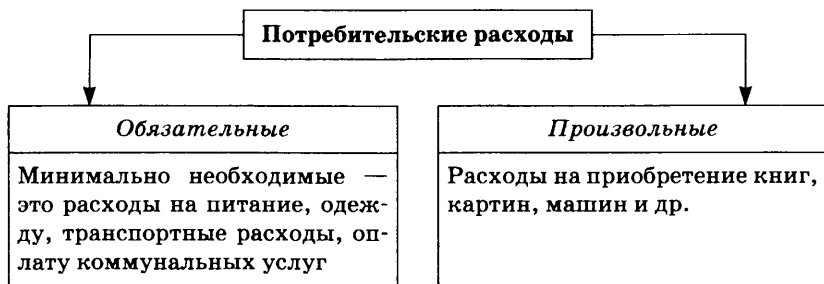 Потребительские расходы
Обязательные
Минимально необходимые —
это расходы на питание, одеж-
ду, транспортные расходы, оп-
лату коммунальных услуг
Произвольные
Расходы на приобретение книг,
картин, машин и др.